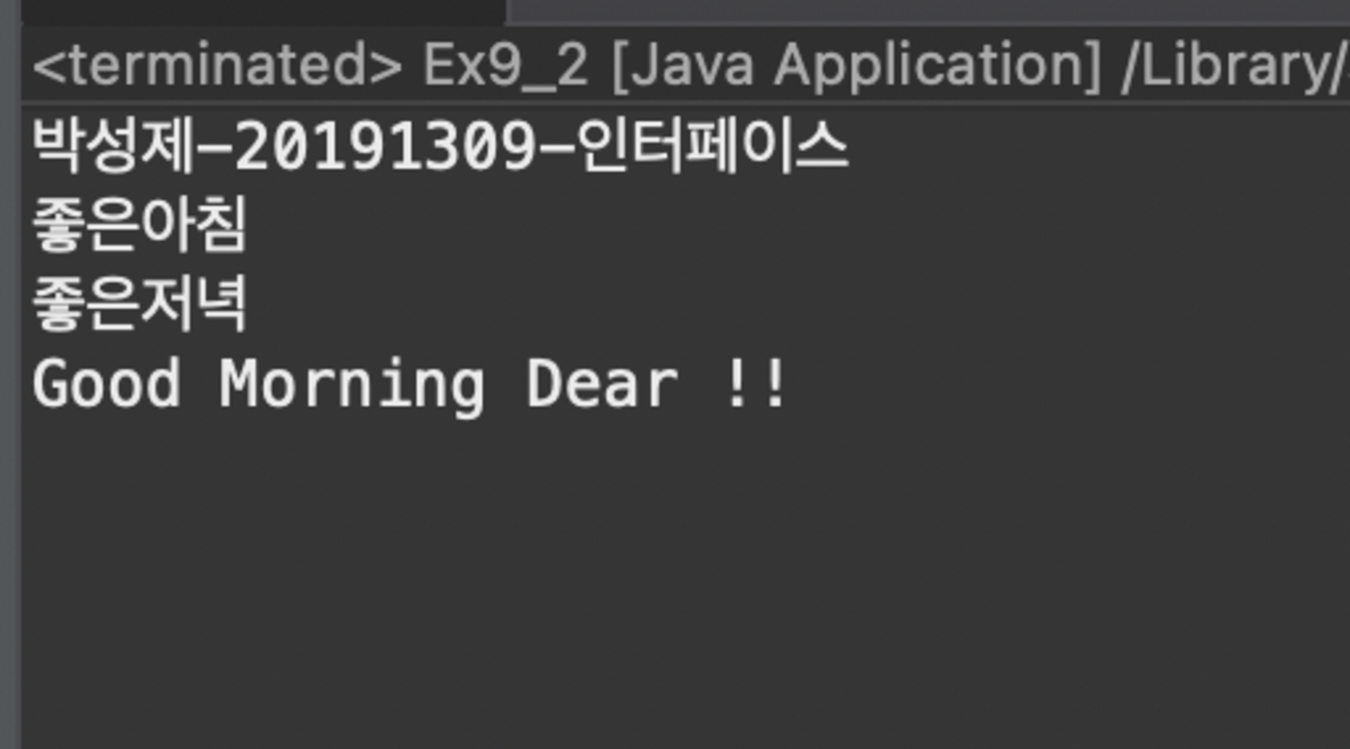 <terminated> Ex9_2 [Java Application] /Library/
박성제-20191309-인터페이스
좋은아침
좋은저녁
Good Morning Dear !!